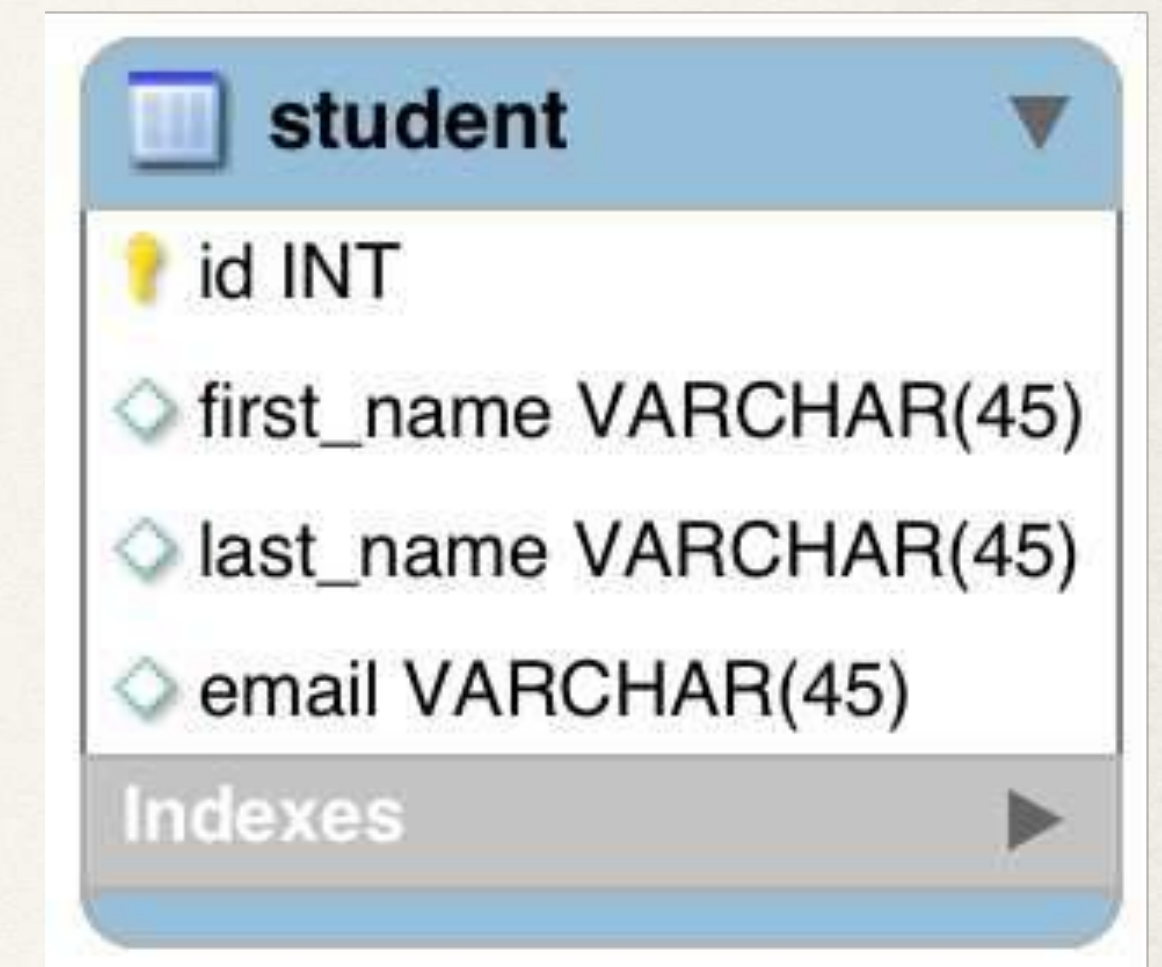 student
id INT
first_name VARCHAR(45)
last_name VARCHAR(45)
email VARCHAR(45)
Indexes